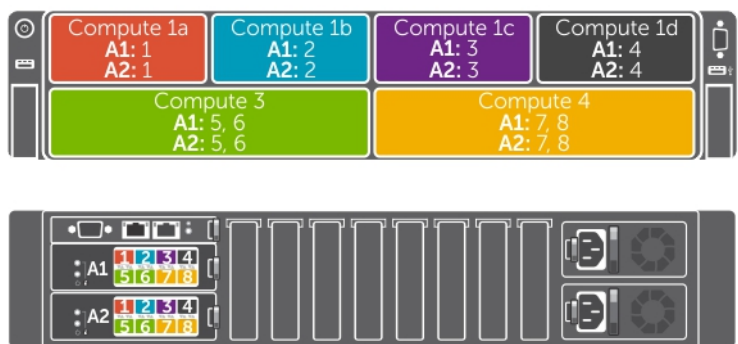 Compute 1a
A1: 1
A2: 1
Compute 1b
A1: 2
A2: 2
Compute 1c
A1: 3
A2: 3
Compute 1d
A1: 4
A2: 4
Compute 3
A1: 5, 6
A2: 5, 6
Compute 4
A1: 7, 8
A2: 7, 8
A1
1 2 3 4
5 6 7 8
A2
1 2 3 4
5 6 7 8